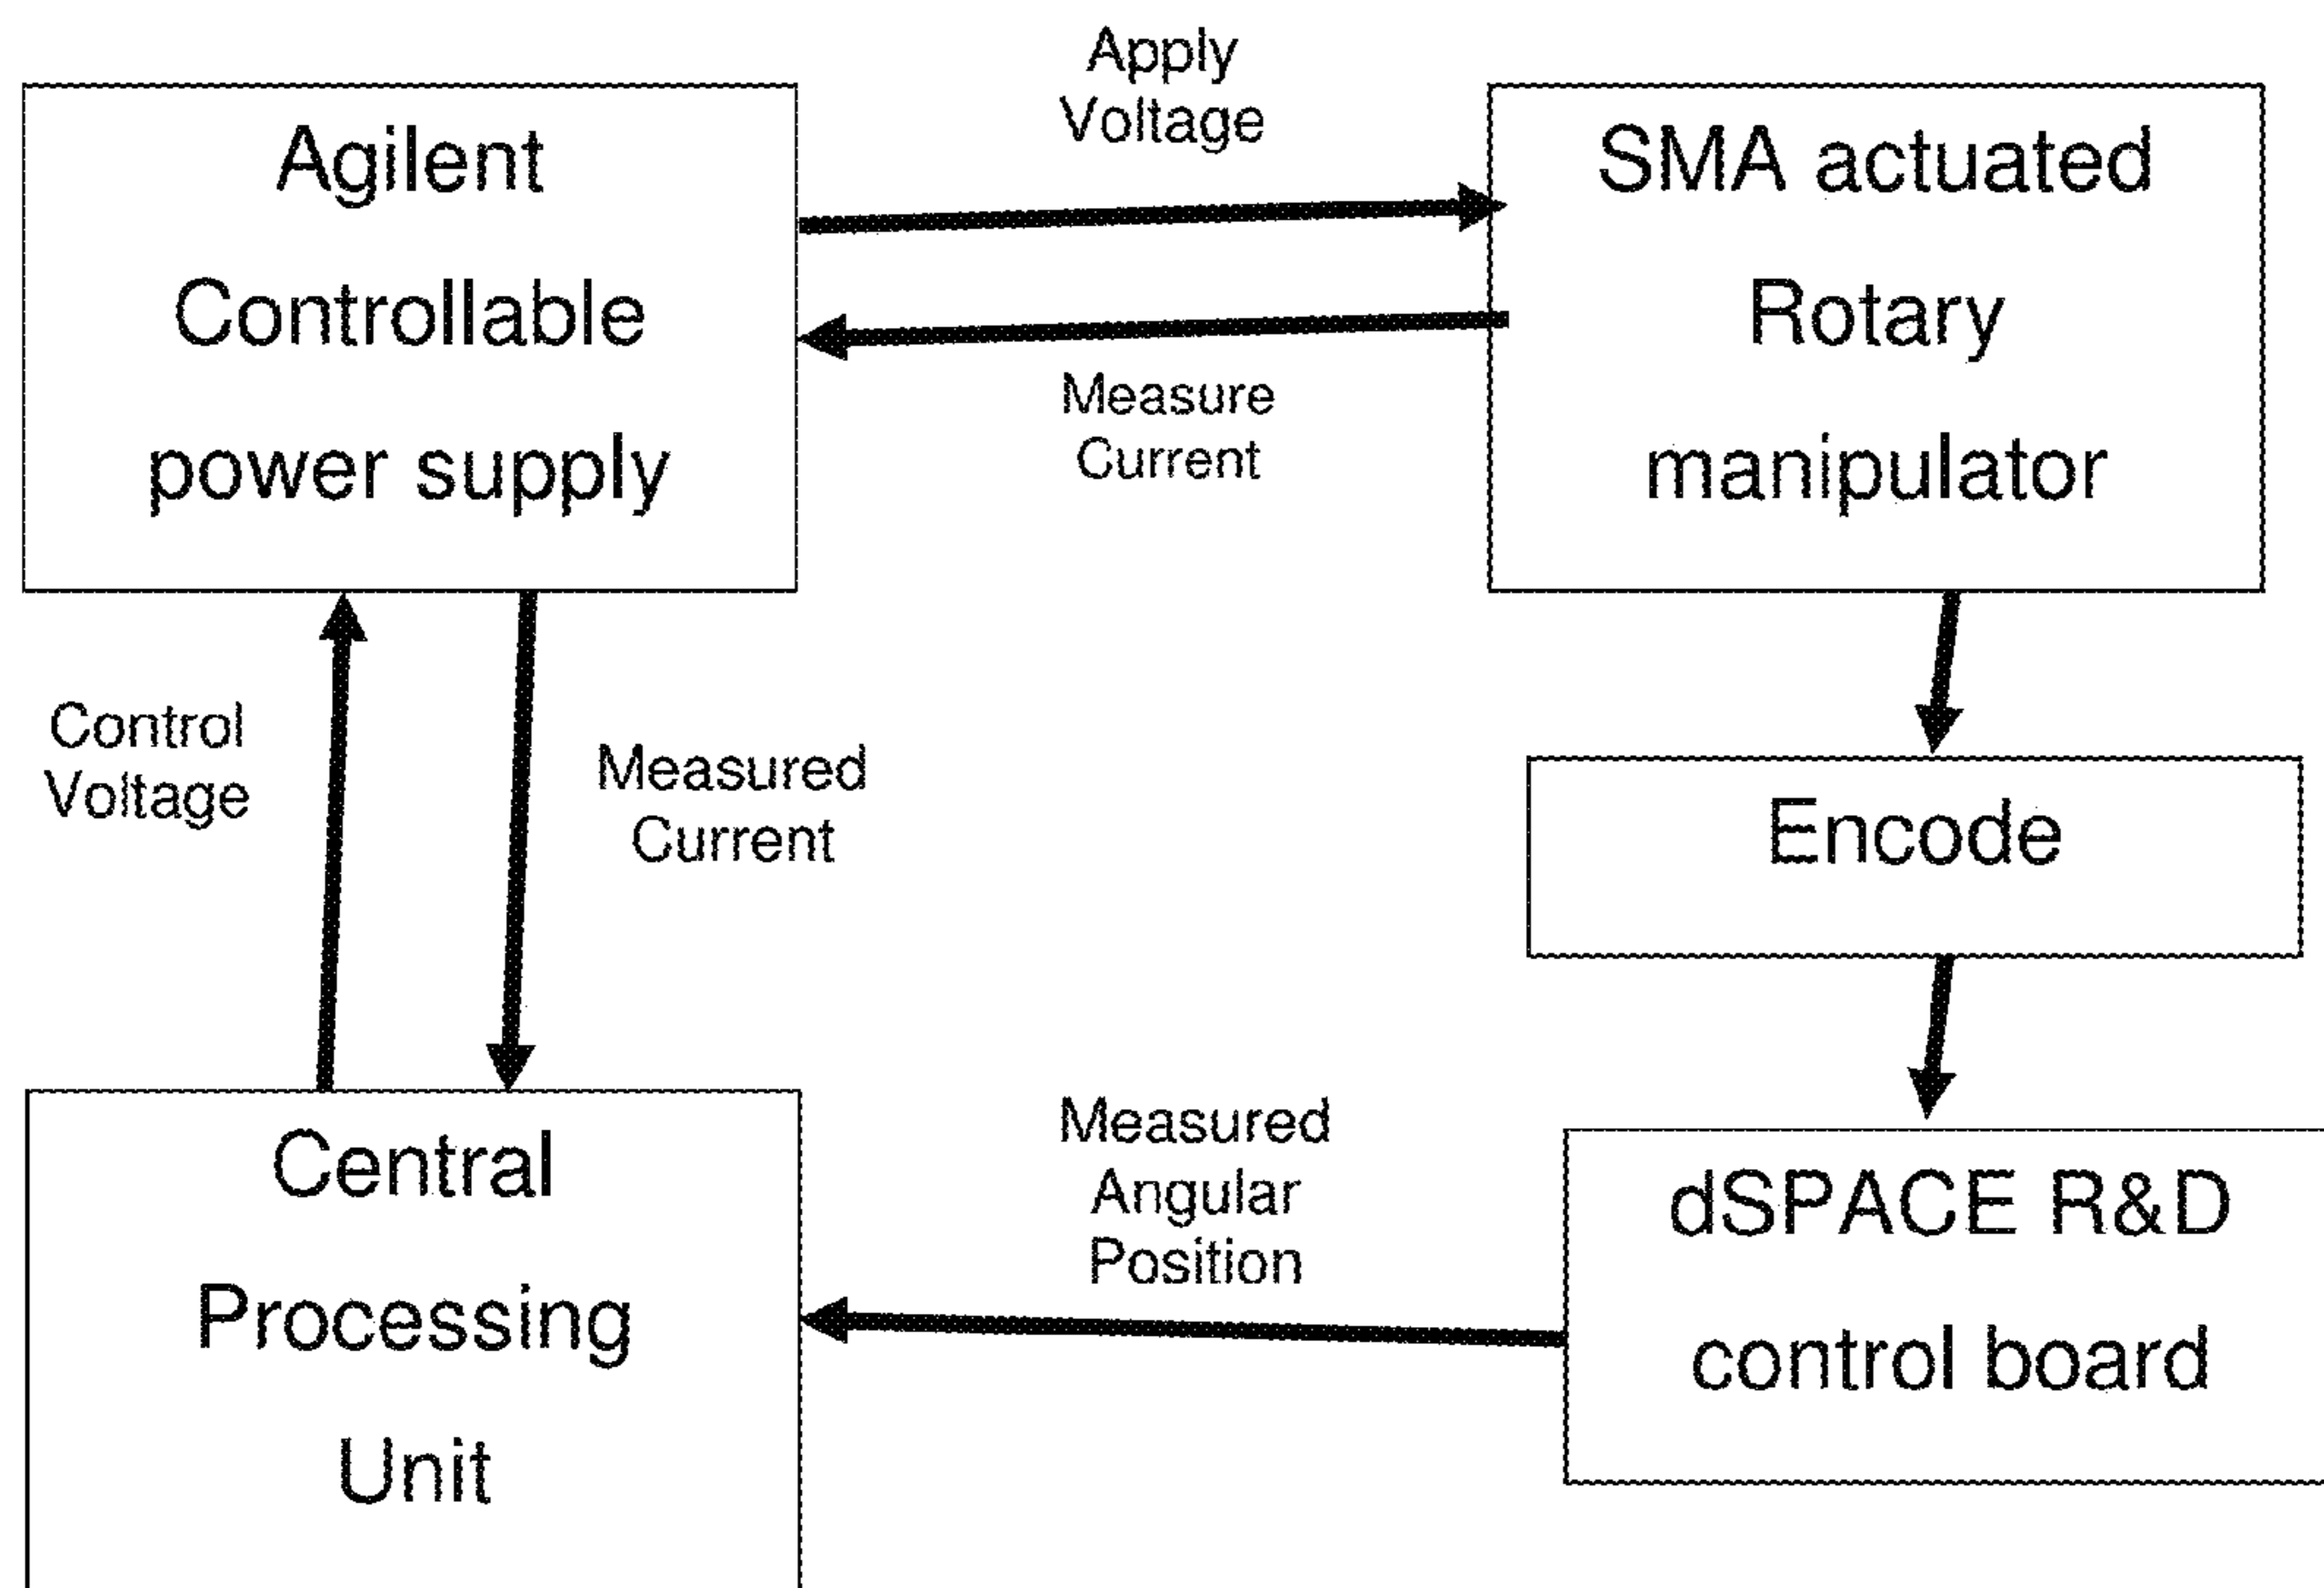 Apply
Voltage
Agilent
Controllable
power supply
SMA actuated
Rotary
manipulator
Measure
Current
Control
Voltage
Measured
Current
Encode
Central
Processing
Unit
Measured
Angular
Position
dSPACE R&D
control board